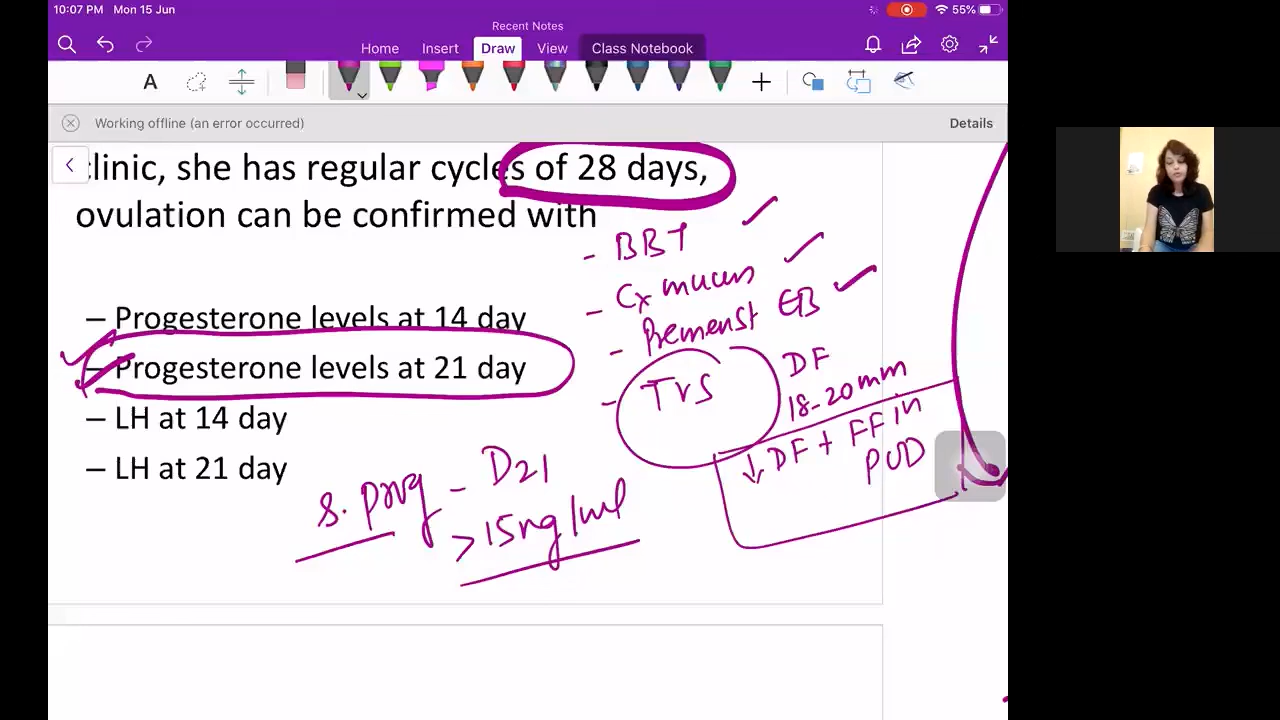 10:07 PM Mon 15 Jun
55%
Recent Notes
Home Insert Draw View Class Notebook
A
Working offline (an error occurred)
Details
clinic, she has regular cycles of 28 days,
ovulation can be confirmed with
– Progesterone levels at 14 day
– Progesterone levels at 21 day
– LH at 14 day
– LH at 21 day
- BBT
- Cx mucus
- Premenst EB
- TVS
DF
18-20mm
↓ DF + FF in
POD
S. prog - D21
>15ng/ml